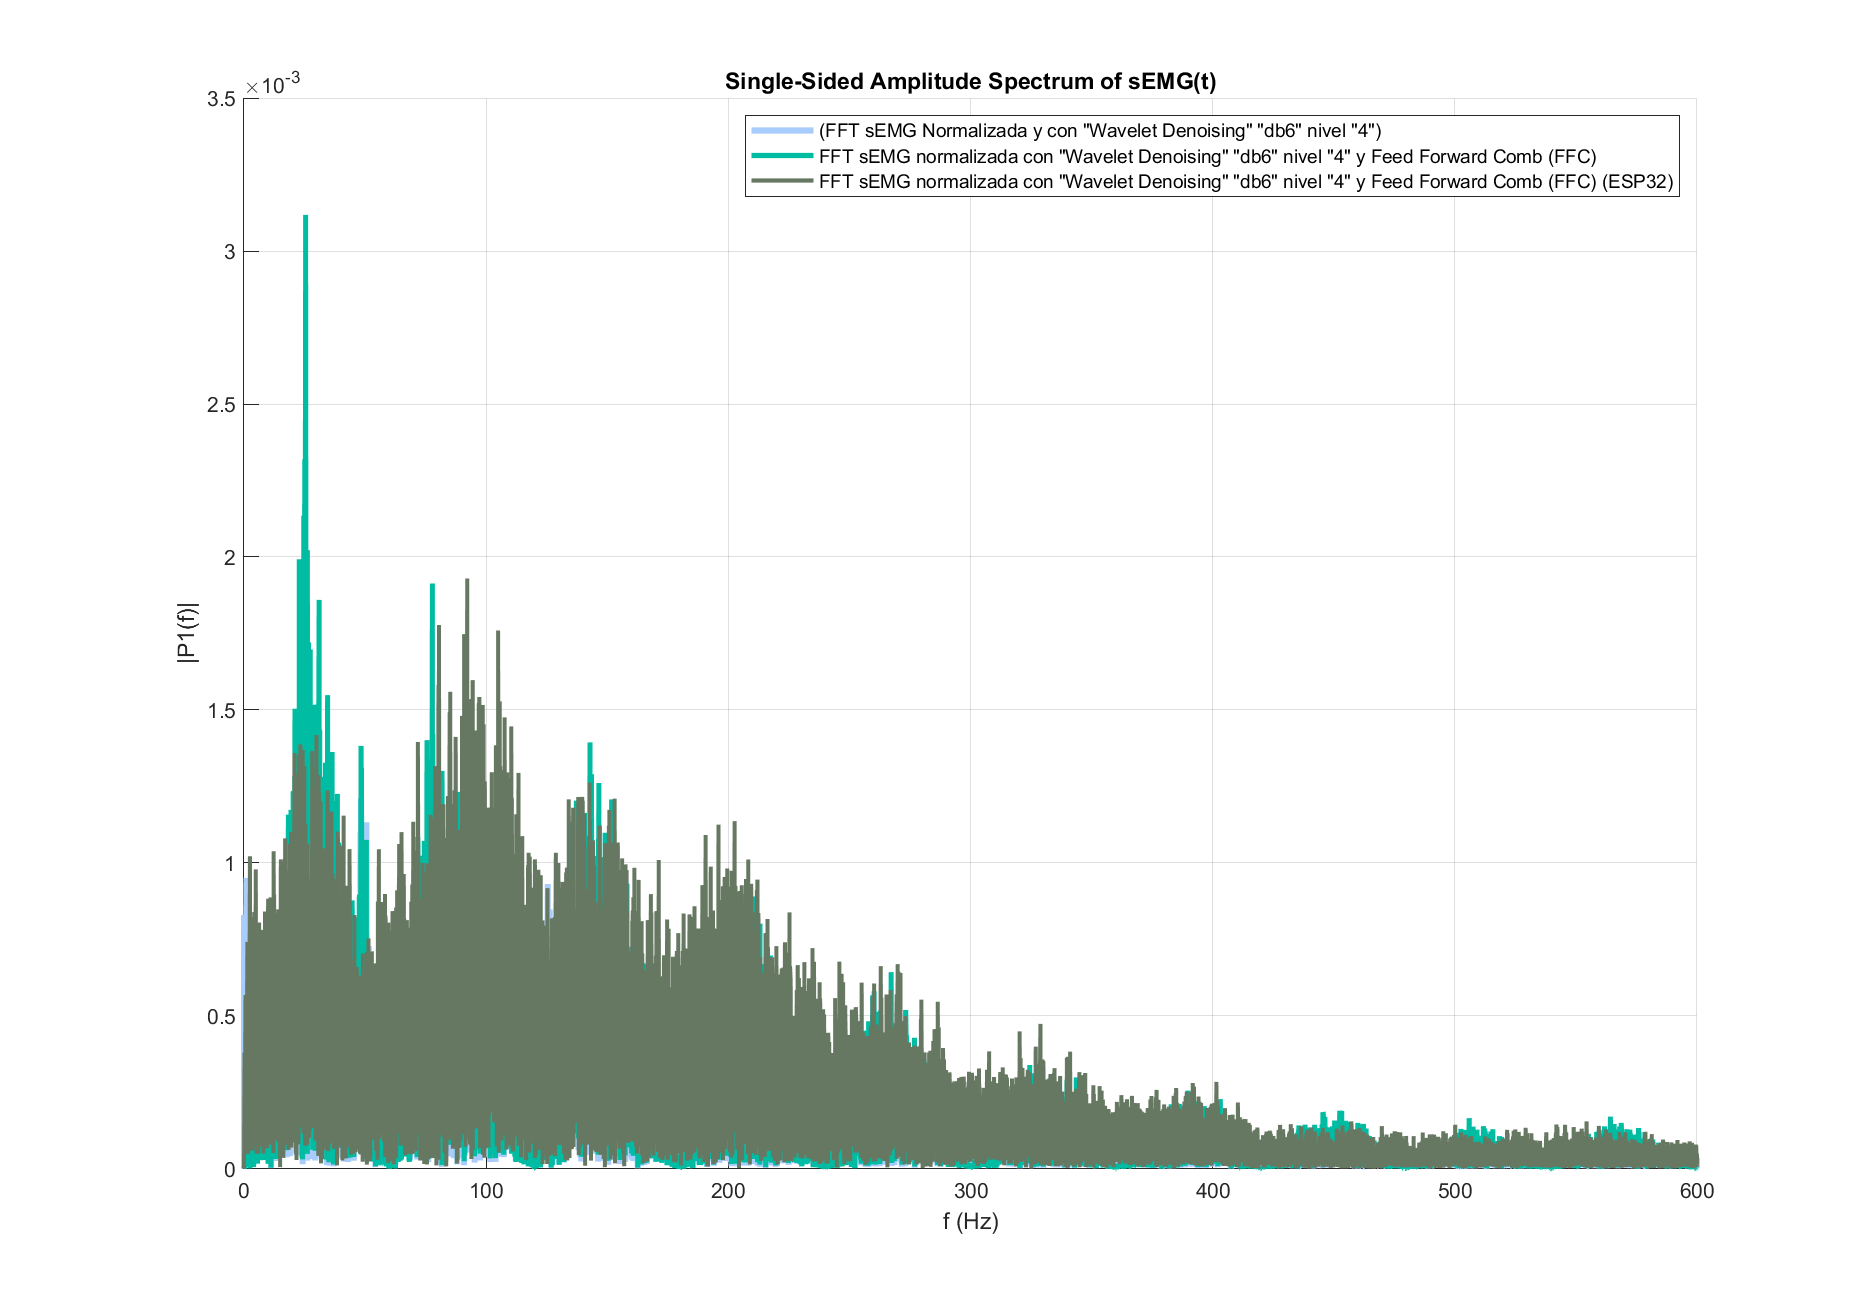 Single-Sided Amplitude Spectrum of sEMG(t)
×10-3
(FFT sEMG Normalizada y con "Wavelet Denoising" "db6" nivel "4")
FFT sEMG normalizada con "Wavelet Denoising" "db6" nivel "4" y Feed Forward Comb (FFC)
FFT sEMG normalizada con "Wavelet Denoising" "db6" nivel "4" y Feed Forward Comb (FFC) (ESP32)
3.5
3
2.5
2
1.5
1
0.5
0
|P1(f)|
0 100 200 300 400 500 600
f (Hz)